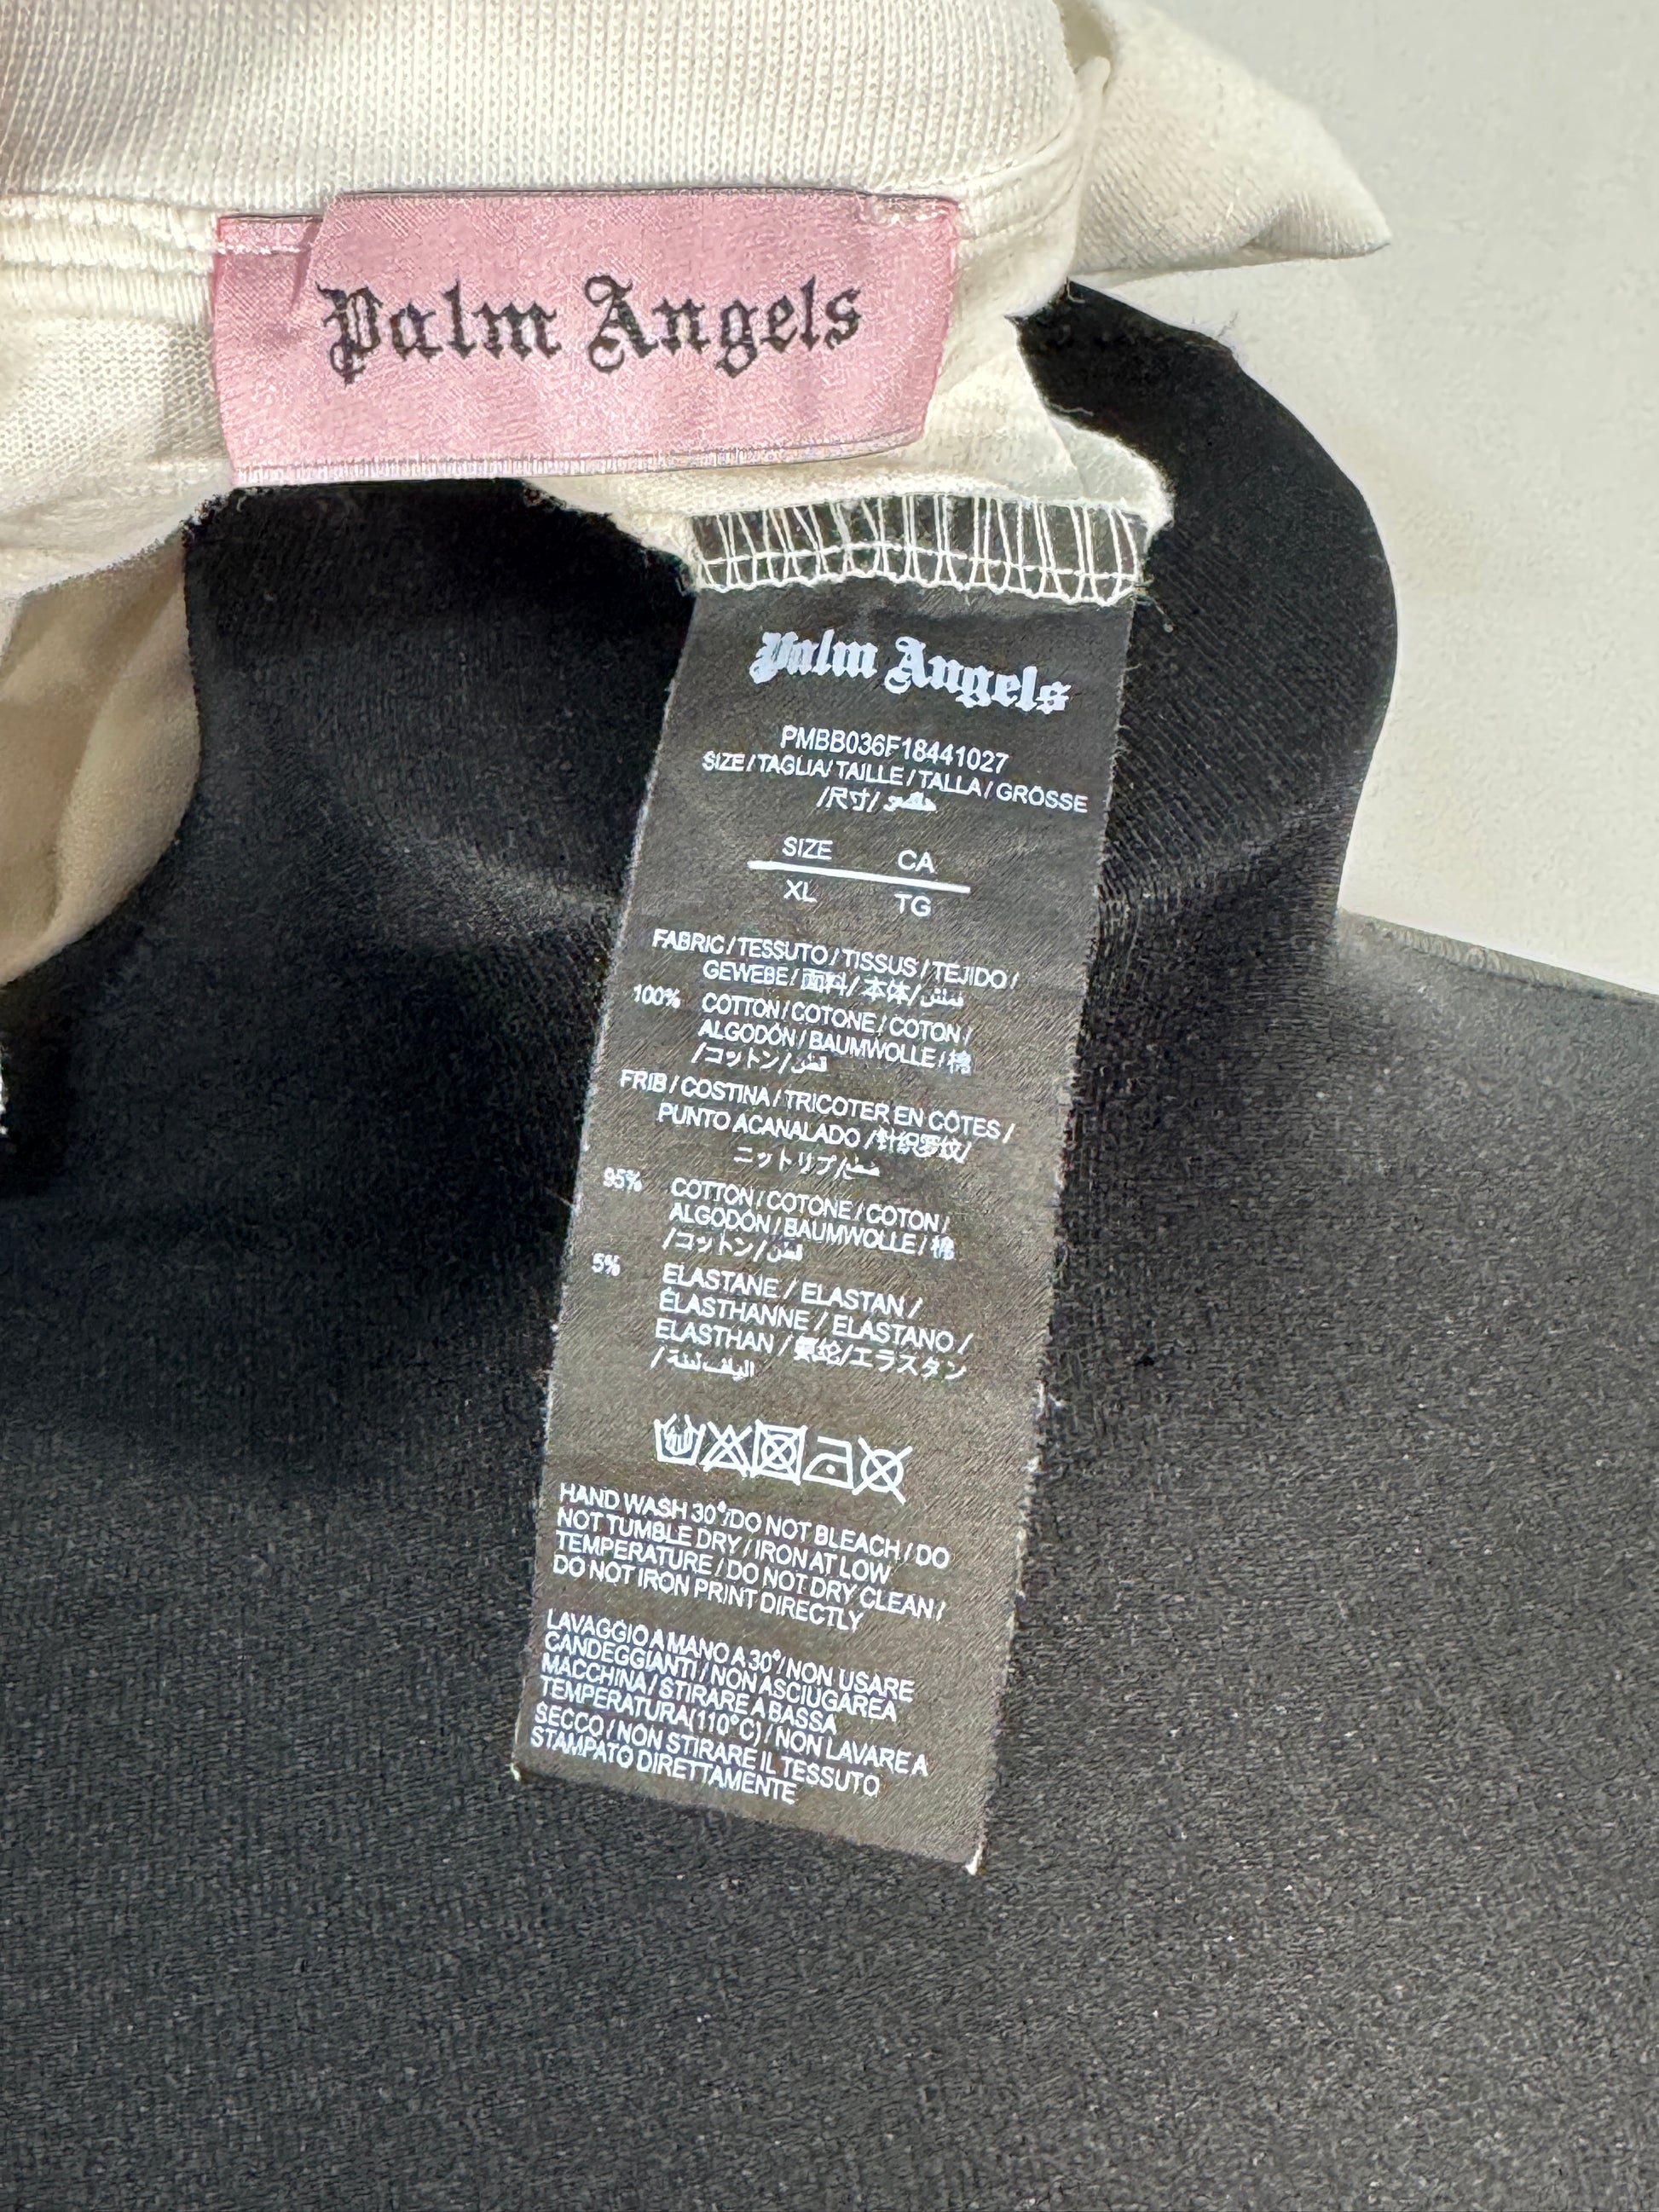 Palm Angels
Palm Angels
PMBB036F18441027
SIZE / TAGLIA / TAILLE / TALLA / GRÖSSE
/尺寸/
SIZE CA
XL TG
FABRIC / TESSUTO / TISSUS / TEJIDO /
GEWEBE / 面料 / 本体 /
100% COTTON / COTONE / COTON /
ALGODÓN / BAUMWOLLE / 棉
/コットン/
FRIB / COSTINA / TRICOTER EN CÔTES /
PUNTO ACANALADO / 针织罗纹/
ニットリブ/
95% COTTON / COTONE / COTON /
ALGODÓN / BAUMWOLLE / 棉
/コットン/
5% ELASTANE / ELASTAN /
ÉLASTHANNE / ELASTANO /
ELASTHAN / /エラスタン
HAND WASH 30°/DO NOT BLEACH / DO
NOT TUMBLE DRY / IRON AT LOW
TEMPERATURE / DO NOT DRY CLEAN /
DO NOT IRON PRINT DIRECTLY
LAVAGGIO A MANO A 30°/ NON USARE
CANDEGGIANTI / NON ASCIUGARE A
MACCHINA / STIRARE A BASSA
TEMPERATURA(110°C) / NON LAVARE A
SECCO / NON STIRARE IL TESSUTO
STAMPATO DIRETTAMENTE